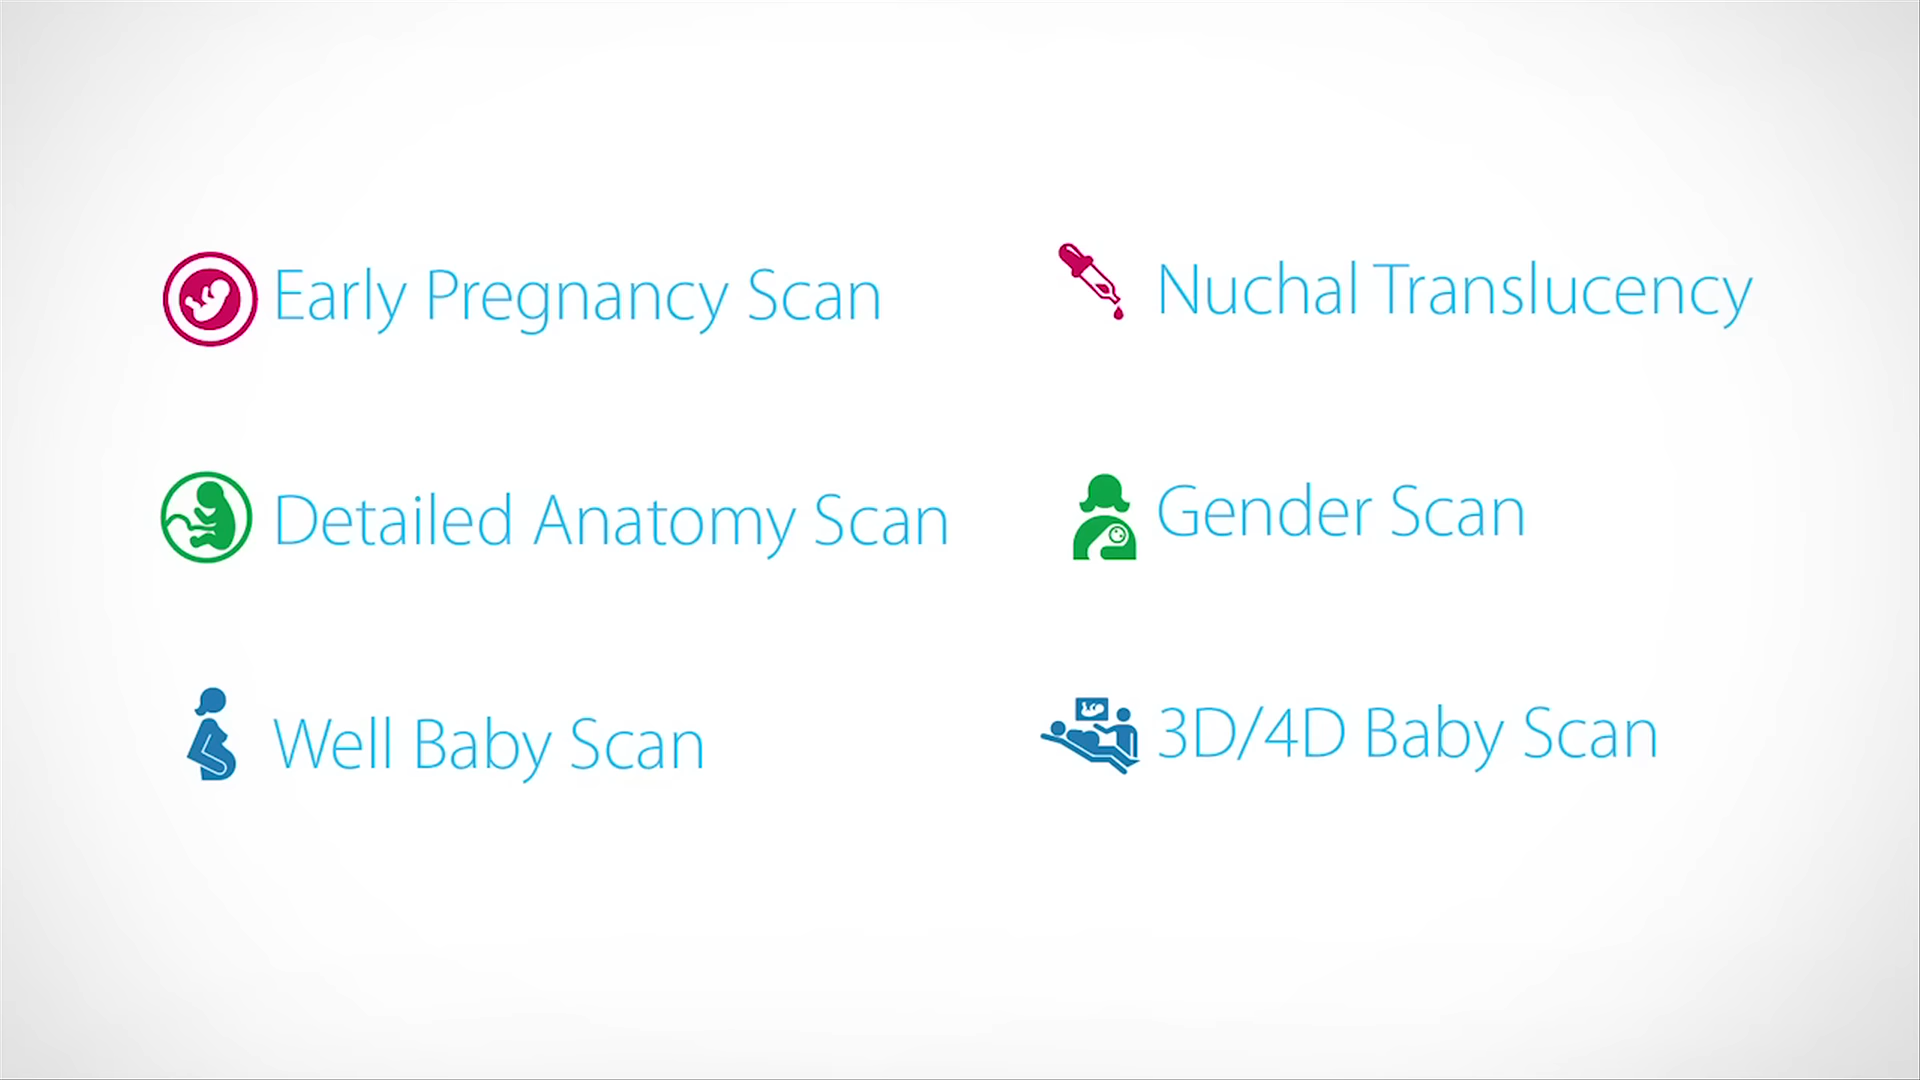 Early Pregnancy Scan
Nuchal Translucency
Detailed Anatomy Scan
Gender Scan
Well Baby Scan
3D/4D Baby Scan